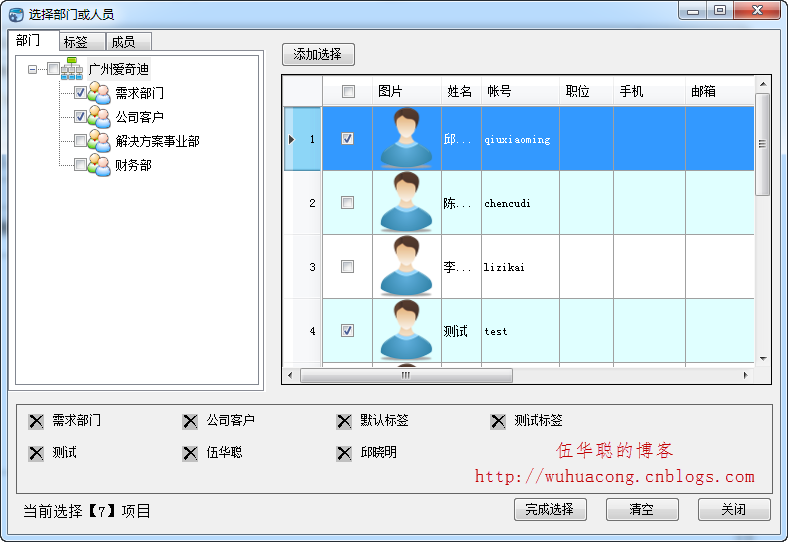 选择部门或人员
部门 标签 成员
广州爱奇迪
需求部门
公司客户
解决方案事业部
财务部
添加选择
图片 姓名 帐号 职位 手机 邮箱
1 邱... qiuxiaoming
2 陈... chencudi
3 李... lizikai
4 测试 test
需求部门 公司客户 默认标签 测试标签
测试 伍华聪 邱晓明
伍华聪的博客
http://wuhuacong.cnblogs.com
当前选择【7】项目
完成选择 清空 关闭